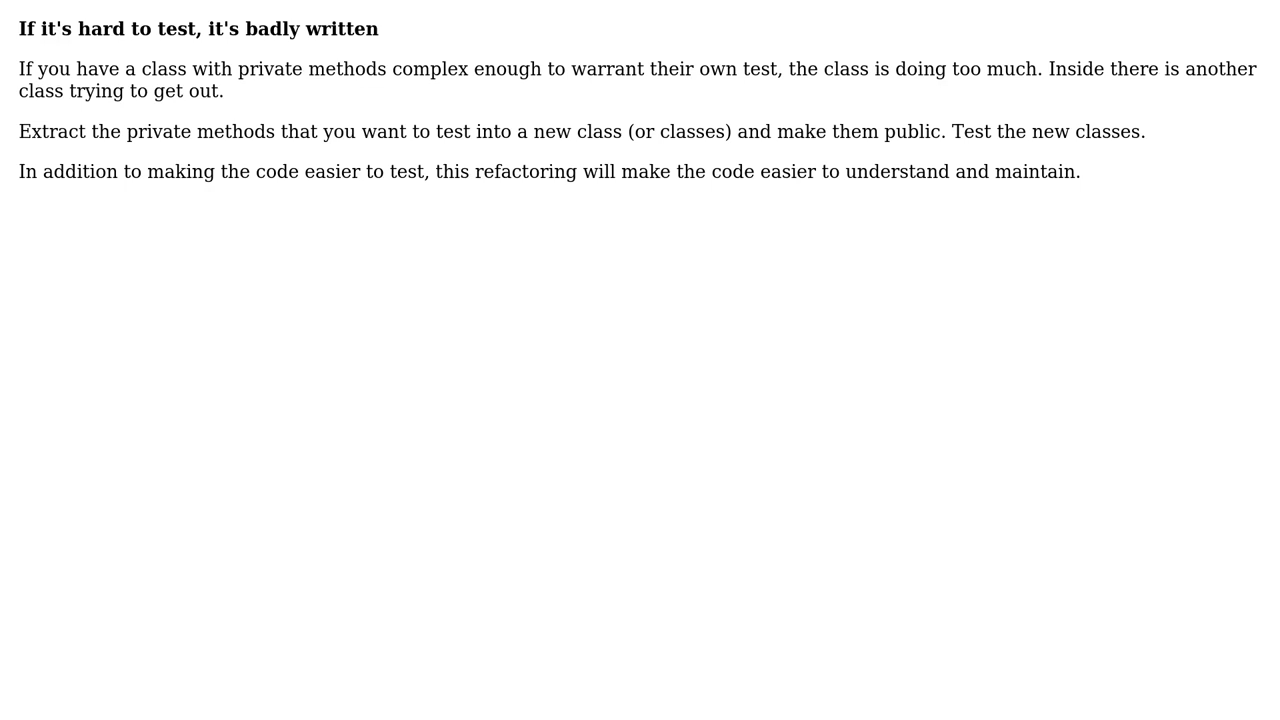 If it's hard to test, it's badly written
If you have a class with private methods complex enough to warrant their own test, the class is doing too much. Inside there is another
class trying to get out.
Extract the private methods that you want to test into a new class (or classes) and make them public. Test the new classes.
In addition to making the code easier to test, this refactoring will make the code easier to understand and maintain.